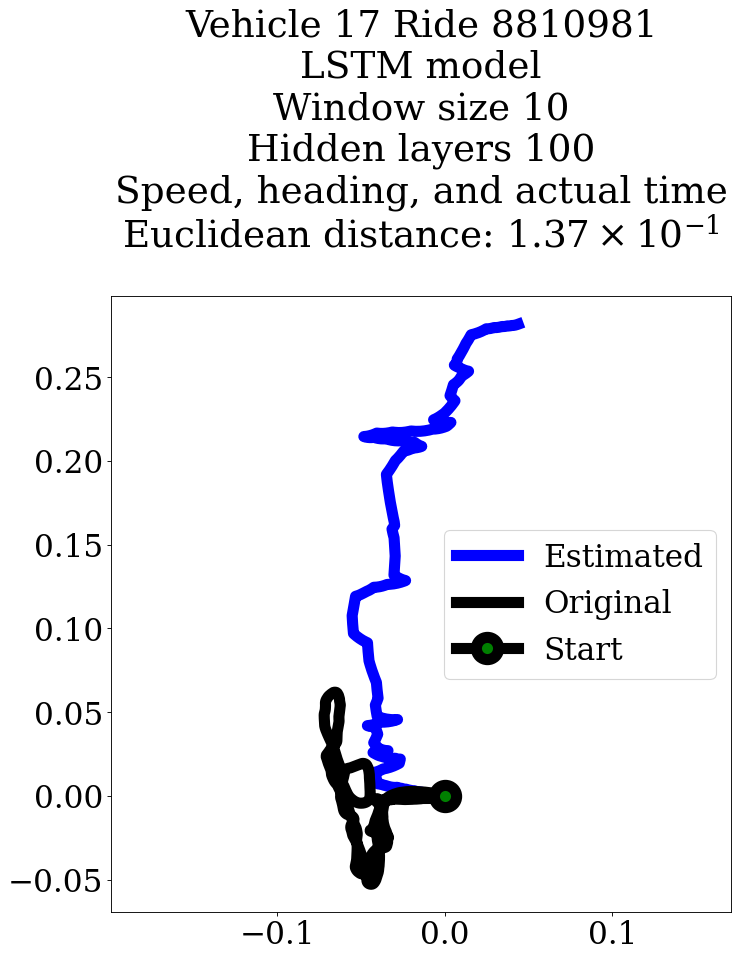 Vehicle 17 Ride 8810981
LSTM model
Window size 10
Hidden layers 100
Speed, heading, and actual time
Euclidean distance: 1.37 × 10⁻¹
0.25
0.20
0.15
0.10
0.05
0.00
−0.05
Estimated
Original
Start
−0.1
0.0
0.1